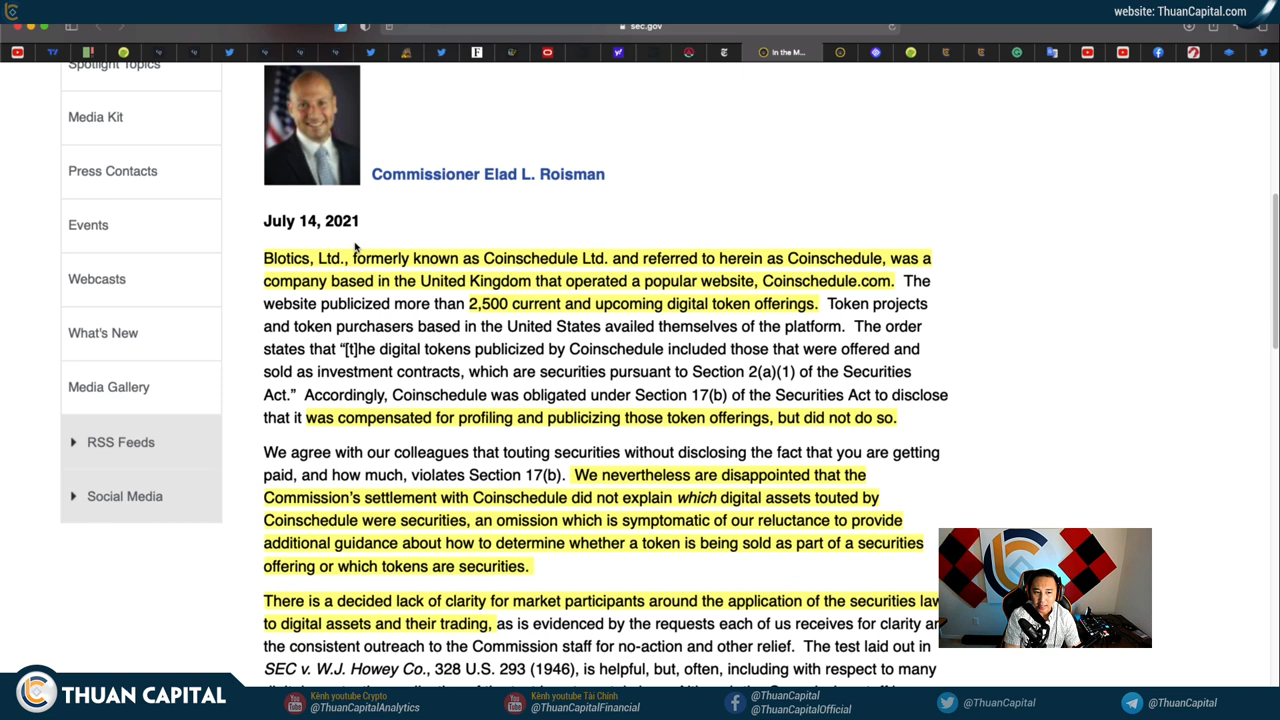 website: ThuanCapital.com
sec.gov
in the M...
Spotlight Topics
Media Kit
Press Contacts
Events
Webcasts
What's New
Media Gallery
RSS Feeds
Social Media
Commissioner Elad L. Roisman
July 14, 2021
Blotics, Ltd., formerly known as Coinschedule Ltd. and referred to herein as Coinschedule, was a
company based in the United Kingdom that operated a popular website, Coinschedule.com. The
website publicized more than 2,500 current and upcoming digital token offerings. Token projects
and token purchasers based in the United States availed themselves of the platform. The order
states that “[t]he digital tokens publicized by Coinschedule included those that were offered and
sold as investment contracts, which are securities pursuant to Section 2(a)(1) of the Securities
Act.” Accordingly, Coinschedule was obligated under Section 17(b) of the Securities Act to disclose
that it was compensated for profiling and publicizing those token offerings, but did not do so.
We agree with our colleagues that touting securities without disclosing the fact that you are getting
paid, and how much, violates Section 17(b). We nevertheless are disappointed that the
Commission's settlement with Coinschedule did not explain which digital assets touted by
Coinschedule were securities, an omission which is symptomatic of our reluctance to provide
additional guidance about how to determine whether a token is being sold as part of a securities
offering or which tokens are securities.
There is a decided lack of clarity for market participants around the application of the securities law
to digital assets and their trading, as is evidenced by the requests each of us receives for clarity an
the consistent outreach to the Commission staff for no-action and other relief. The test laid out in
SEC v. W.J. Howey Co., 328 U.S. 293 (1946), is helpful, but, often, including with respect to many
THUAN CAPITAL
Kênh youtube Crypto
@ThuanCapitalAnalytics
Kênh youtube Tài Chính
@ThuanCapitalFinancial
@ThuanCapital
@ThuanCapitalOfficial
@ThuanCapital
@ThuanCapital